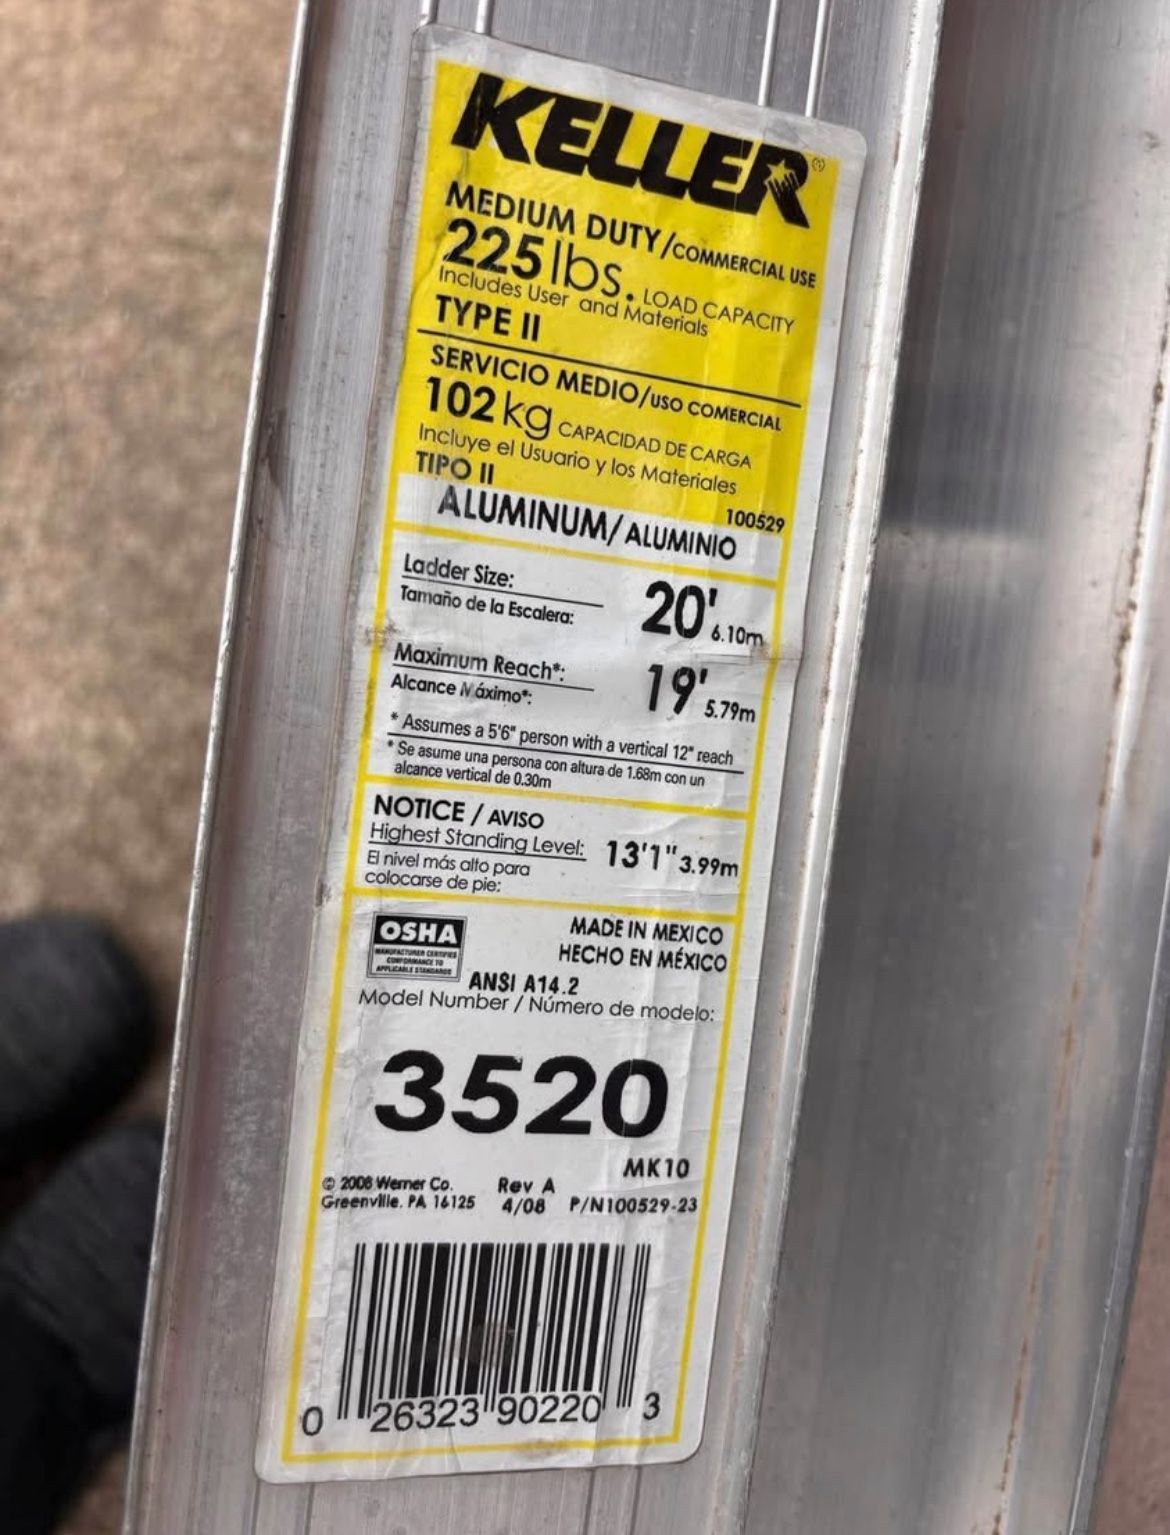 KELLER®
MEDIUM DUTY/COMMERCIAL USE
225 lbs. LOAD CAPACITY
Includes User and Materials
TYPE II
SERVICIO MEDIO/USO COMERCIAL
102 kg CAPACIDAD DE CARGA
Incluye el Usuario y los Materiales
TIPO II
100529
ALUMINUM/ALUMINIO
Ladder Size:
Tamaño de la Escalera:
20' 6.10m
Maximum Reach*:
Alcance Máximo*:
19' 5.79m
* Assumes a 5'6" person with a vertical 12" reach
* Se asume una persona con altura de 1.68m con un
alcance vertical de 0.30m
NOTICE / AVISO
Highest Standing Level: 13'1" 3.99m
El nivel más alto para
colocarse de pie:
OSHA
MANUFACTURER CERTIFIES
CONFORMANCE TO
APPLICABLE STANDARDS
MADE IN MEXICO
HECHO EN MÉXICO
ANSI A14.2
Model Number / Número de modelo:
3520
MK10
© 2008 Werner Co. Rev A
Greenville. PA 16125 4/08 P/N100529-23
0 26323 90220 3